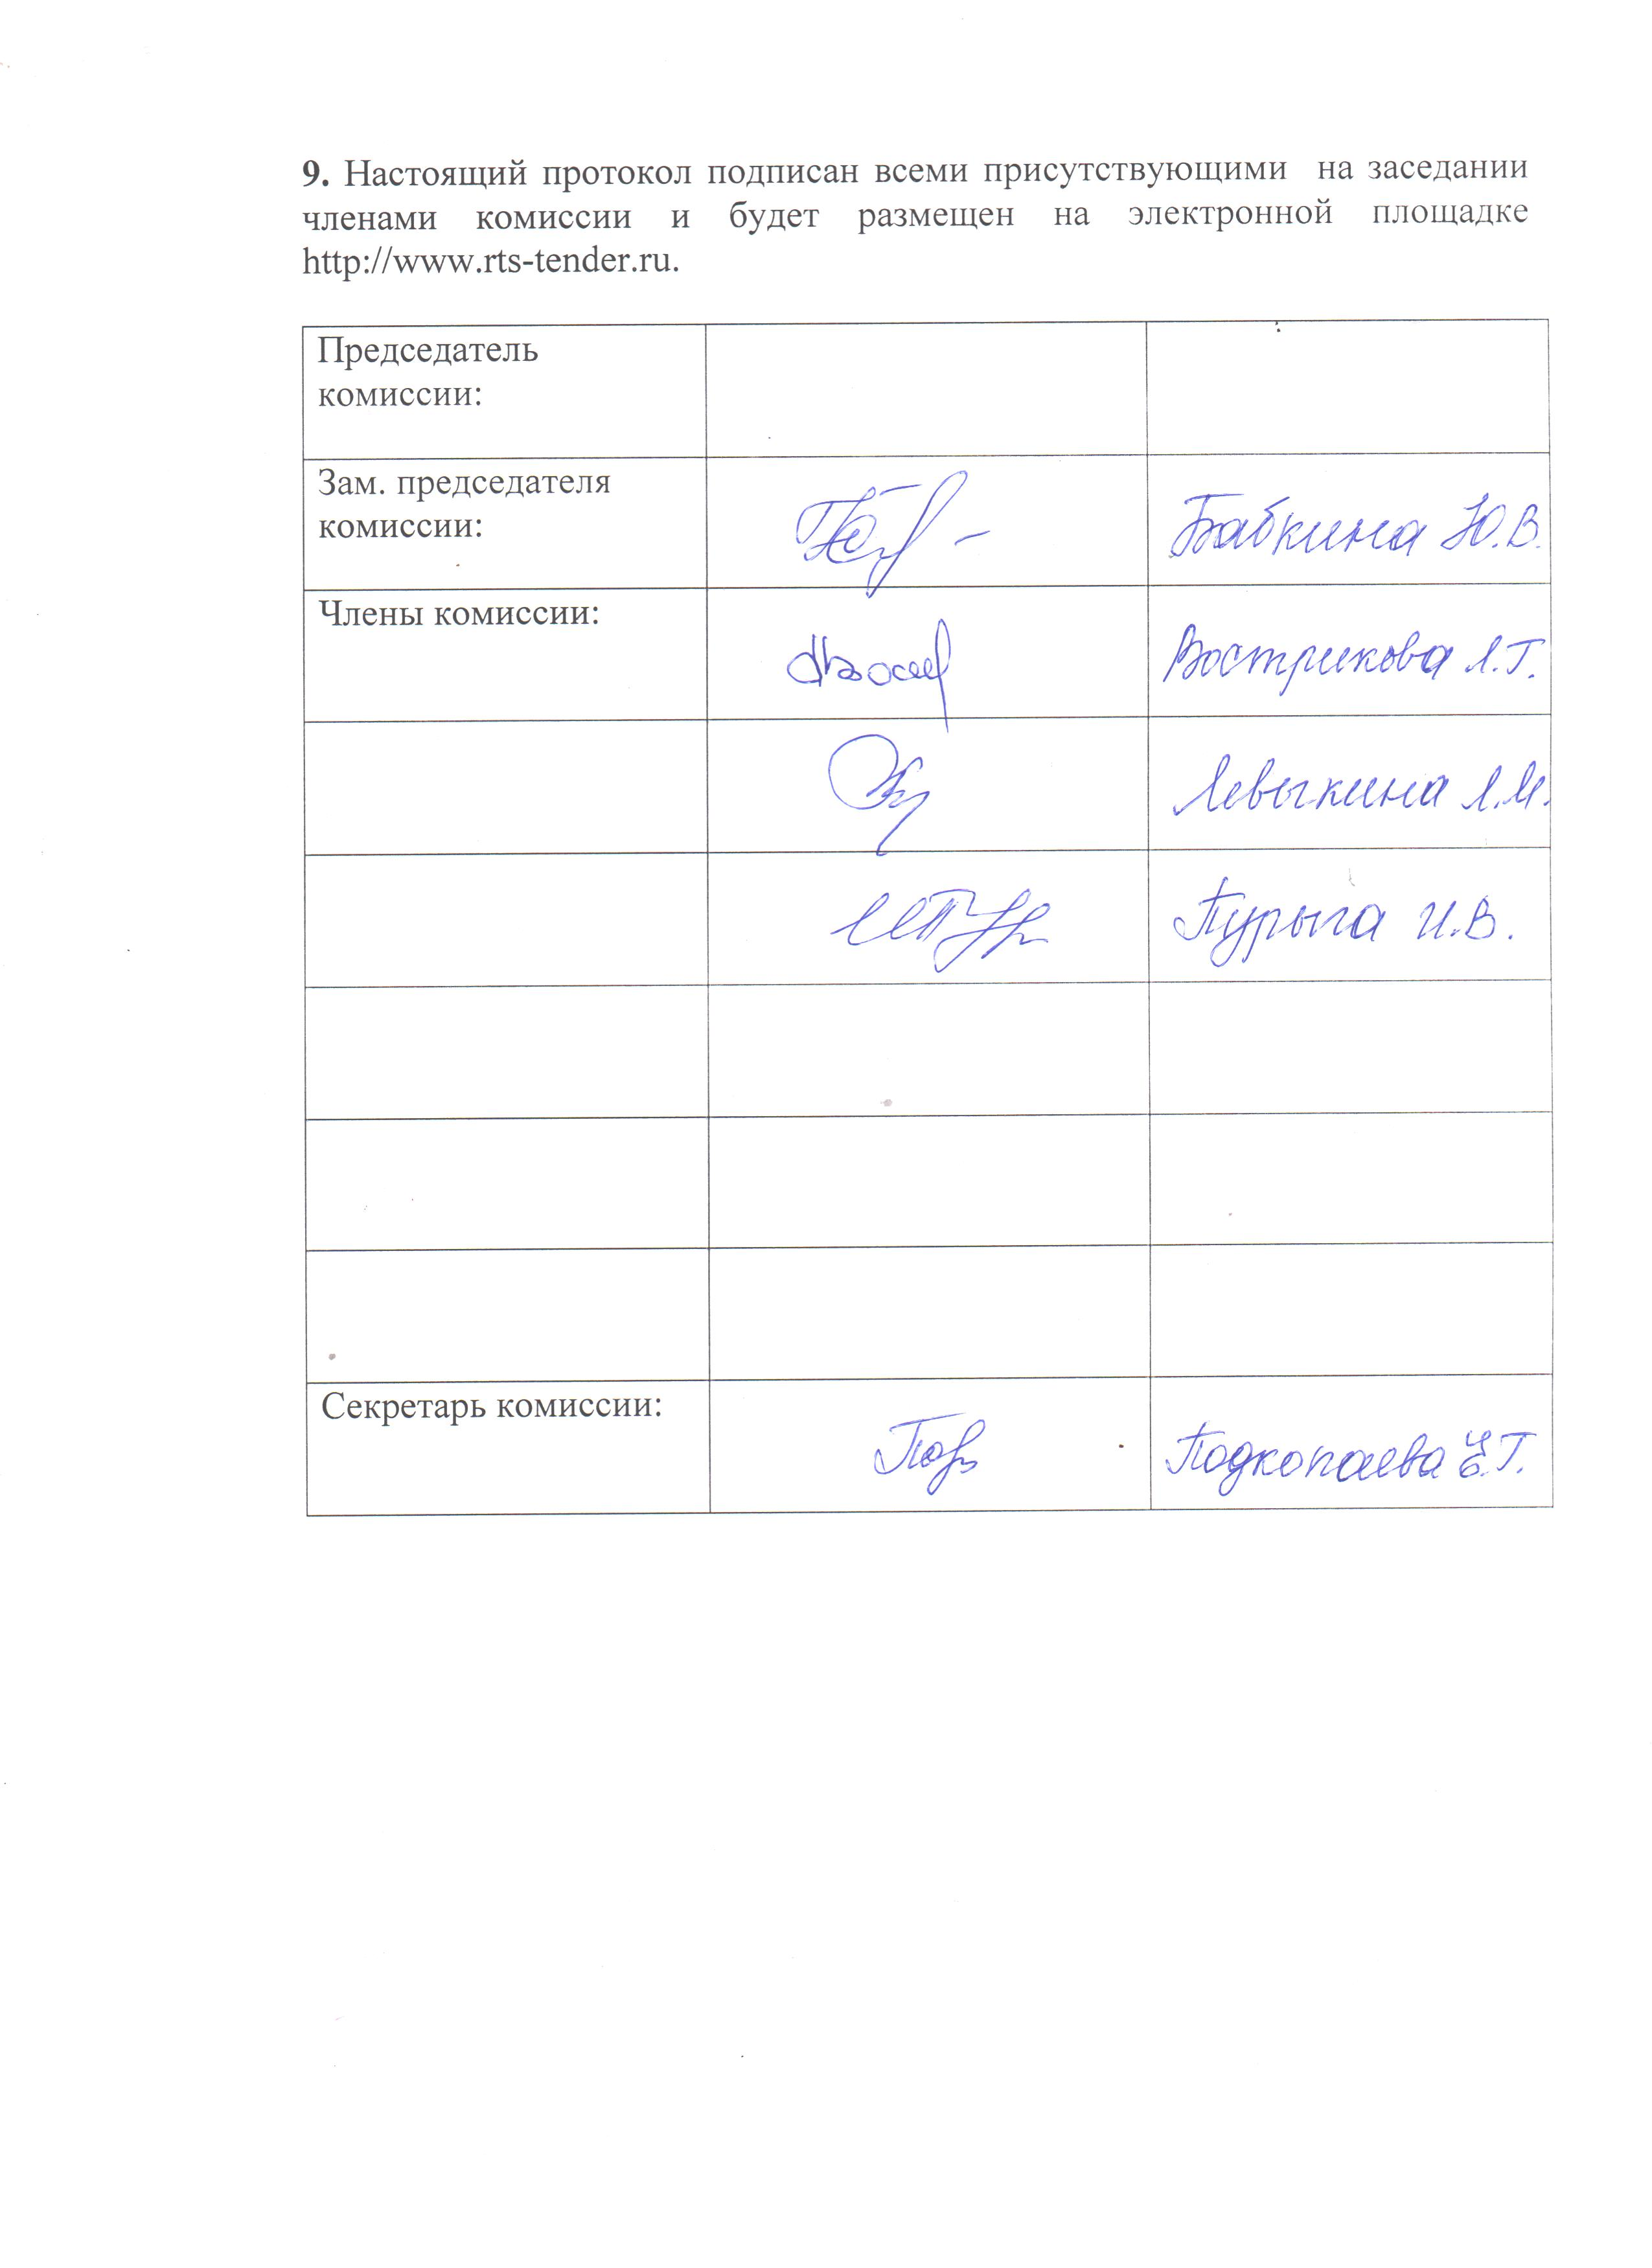 9. Настоящий протокол подписан всеми присутствующими на заседании
членами комиссии и будет размещен на электронной площадке
http://www.rts-tender.ru.
Председатель
комиссии:
Зам. председателя
комиссии:
Бабкина Ю.В.
Члены комиссии:
Вострикова Л.Г.
Левыкина Л.М.
Пурыга И.В.
Секретарь комиссии:
Подкопаева